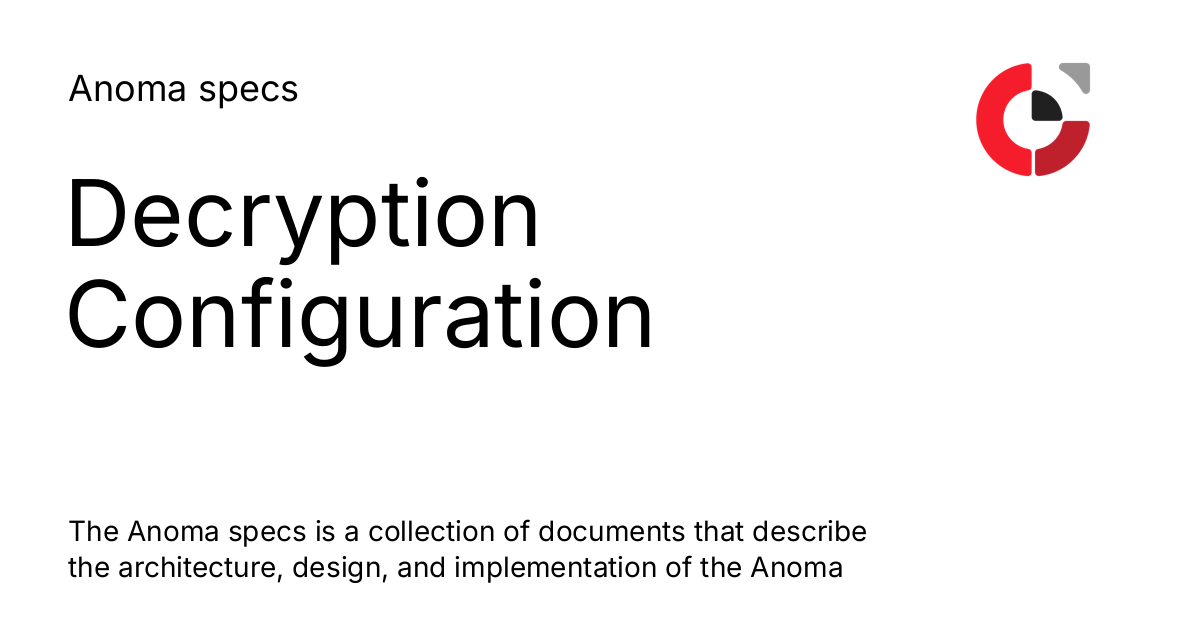 Anoma specs
Decryption
Configuration
The Anoma specs is a collection of documents that describe
the architecture, design, and implementation of the Anoma